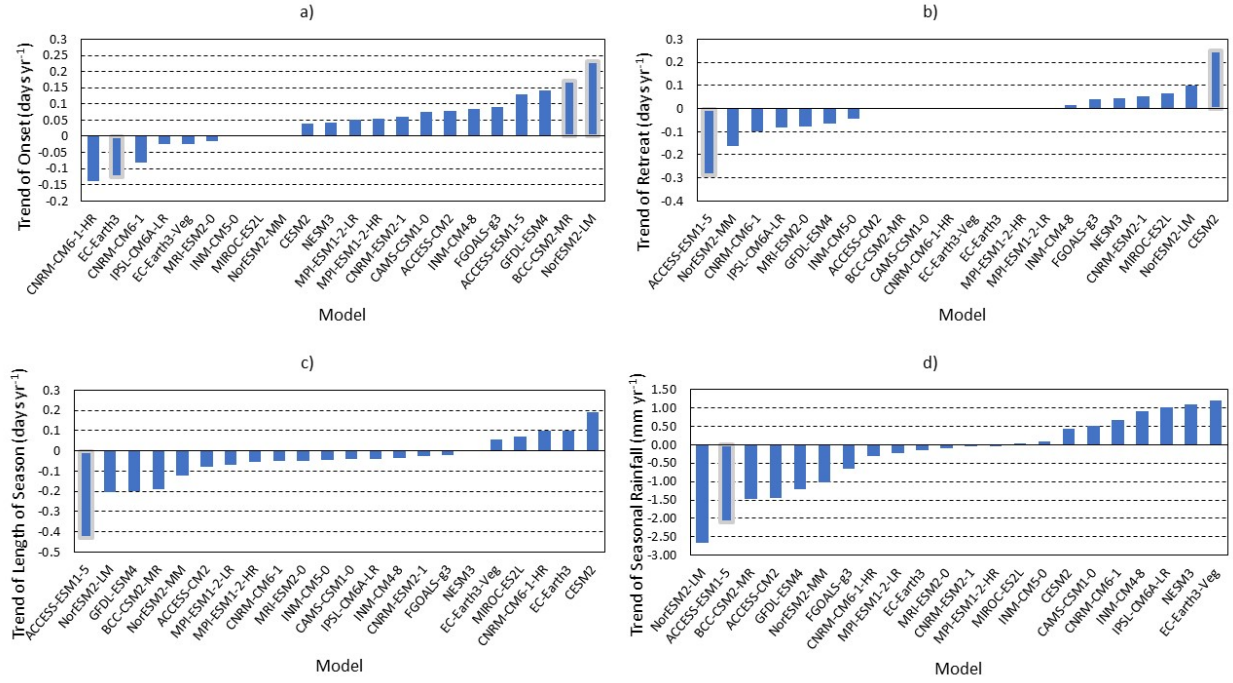 a)
Trend of Onset (days yr-1)
0.3
0.25
0.2
0.15
0.1
0.05
0
-0.05
-0.1
-0.15
-0.2
CNRM-CM6-1-HR
EC-Earth3
CNRM-CM6-1
IPSL-CM6A-LR
EC-Earth3-Veg
MRI-ESM2-0
INM-CM5-0
MIROC-ES2L
NorESM2-MM
CESM2
NESM3
MPI-ESM1-2-LR
MPI-ESM1-2-HR
CNRM-ESM2-1
CAMS-CSM1-0
ACCESS-CM2
INM-CM4-8
FGOALS-g3
ACCESS-ESM1-5
GFDL-ESM4
BCC-CSM2-MR
NorESM2-LM
Model
b)
Trend of Retreat (days yr-1)
0.3
0.2
0.1
0
-0.1
-0.2
-0.3
-0.4
ACCESS-ESM1-5
NorESM2-MM
CNRM-CM6-1
IPSL-CM6A-LR
MRI-ESM2-0
GFDL-ESM4
INM-CM5-0
ACCESS-CM2
BCC-CSM2-MR
CAMS-CSM1-0
CNRM-CM6-1-HR
EC-Earth3-Veg
EC-Earth3
MPI-ESM1-2-HR
MPI-ESM1-2-LR
INM-CM4-8
FGOALS-g3
NESM3
CNRM-ESM2-1
MIROC-ES2L
NorESM2-LM
CESM2
Model
c)
Trend of Length of Season (days yr-1)
0.3
0.2
0.1
0
-0.1
-0.2
-0.3
-0.4
-0.5
ACCESS-ESM1-5
NorESM2-LM
GFDL-ESM4
BCC-CSM2-MR
NorESM2-MM
ACCESS-CM2
MPI-ESM1-2-LR
MPI-ESM1-2-HR
CNRM-CM6-1
MRI-ESM2-0
INM-CM5-0
CAMS-CSM1-0
IPSL-CM6A-LR
INM-CM4-8
CNRM-ESM2-1
FGOALS-g3
NESM3
EC-Earth3-Veg
MIROC-ES2L
CNRM-CM6-1-HR
EC-Earth3
CESM2
Model
d)
Trend of Seasonal Rainfall (mm yr-1)
1.50
1.00
0.50
0.00
-0.50
-1.00
-1.50
-2.00
-2.50
-3.00
NorESM2-LM
ACCESS-ESM1-5
BCC-CSM2-MR
ACCESS-CM2
GFDL-ESM4
NorESM2-MM
FGOALS-g3
CNRM-CM6-1-HR
MPI-ESM1-2-LR
EC-Earth3
MRI-ESM2-0
CNRM-ESM2-1
MPI-ESM1-2-HR
MIROC-ES2L
INM-CM5-0
CESM2
CAMS-CSM1-0
CNRM-CM6-1
INM-CM4-8
IPSL-CM6A-LR
NESM3
EC-Earth3-Veg
Model